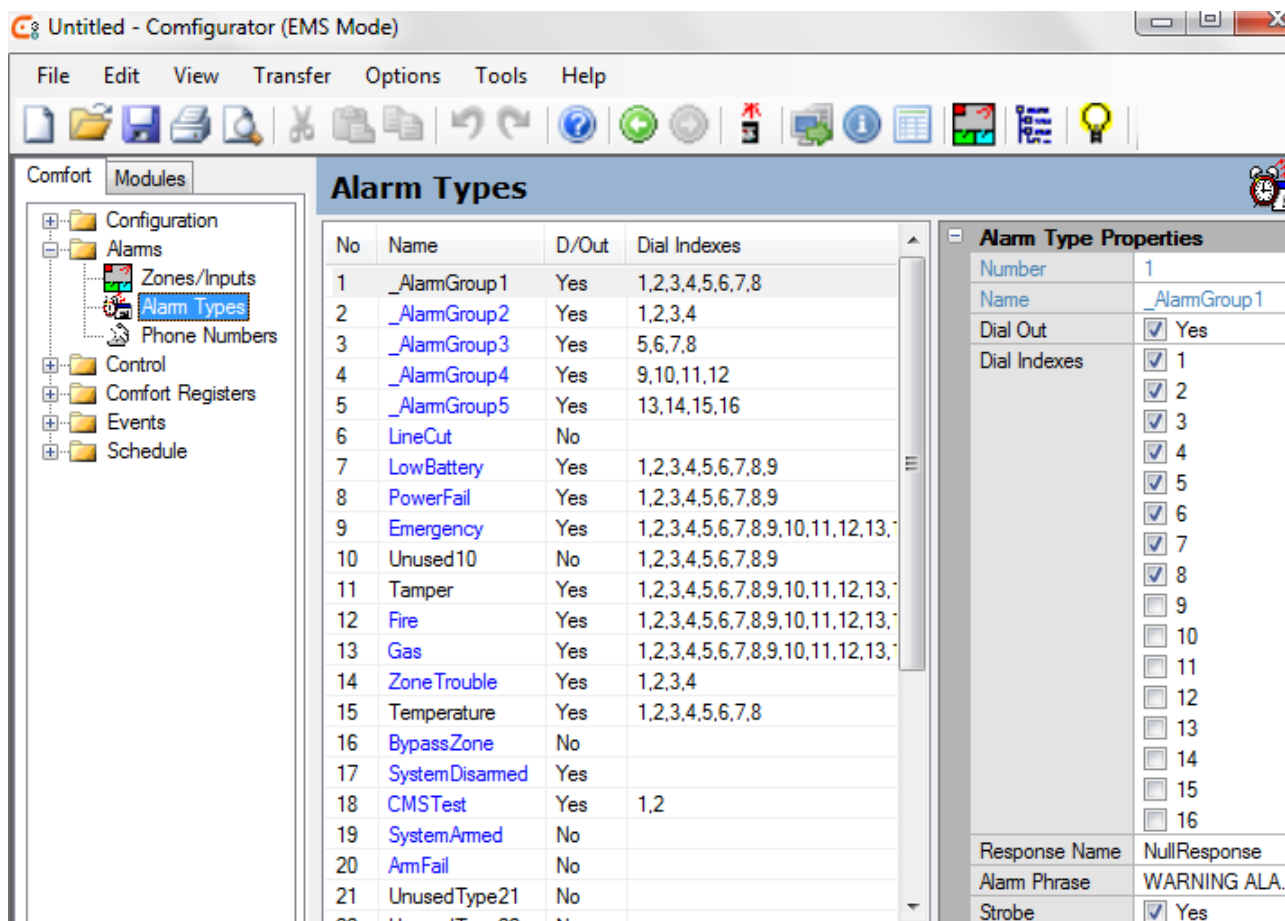 Untitled - Comfigurator (EMS Mode)
File Edit View Transfer Options Tools Help
Comfort Modules
Configuration
Alarms
Zones/Inputs
Alarm Types
Phone Numbers
Control
Comfort Registers
Events
Schedule
Alarm Types
No Name D/Out Dial Indexes
1 _AlarmGroup1 Yes 1,2,3,4,5,6,7,8
2 _AlarmGroup2 Yes 1,2,3,4
3 _AlarmGroup3 Yes 5,6,7,8
4 _AlarmGroup4 Yes 9,10,11,12
5 _AlarmGroup5 Yes 13,14,15,16
6 LineCut No
7 LowBattery Yes 1,2,3,4,5,6,7,8,9
8 PowerFail Yes 1,2,3,4,5,6,7,8,9
9 Emergency Yes 1,2,3,4,5,6,7,8,9,10,11,12,13,
10 Unused10 No 1,2,3,4,5,6,7,8,9
11 Tamper Yes 1,2,3,4,5,6,7,8,9,10,11,12,13,
12 Fire Yes 1,2,3,4,5,6,7,8,9,10,11,12,13,
13 Gas Yes 1,2,3,4,5,6,7,8,9,10,11,12,13,
14 ZoneTrouble Yes 1,2,3,4
15 Temperature Yes 1,2,3,4,5,6,7,8
16 BypassZone No
17 SystemDisarmed Yes
18 CMSTest Yes 1,2
19 SystemArmed No
20 ArmFail No
21 UnusedType21 No
Alarm Type Properties
Number 1
Name _AlarmGroup1
Dial Out Yes
Dial Indexes 1
2
3
4
5
6
7
8
9
10
11
12
13
14
15
16
Response Name NullResponse
Alarm Phrase WARNING ALA.
Strobe Yes